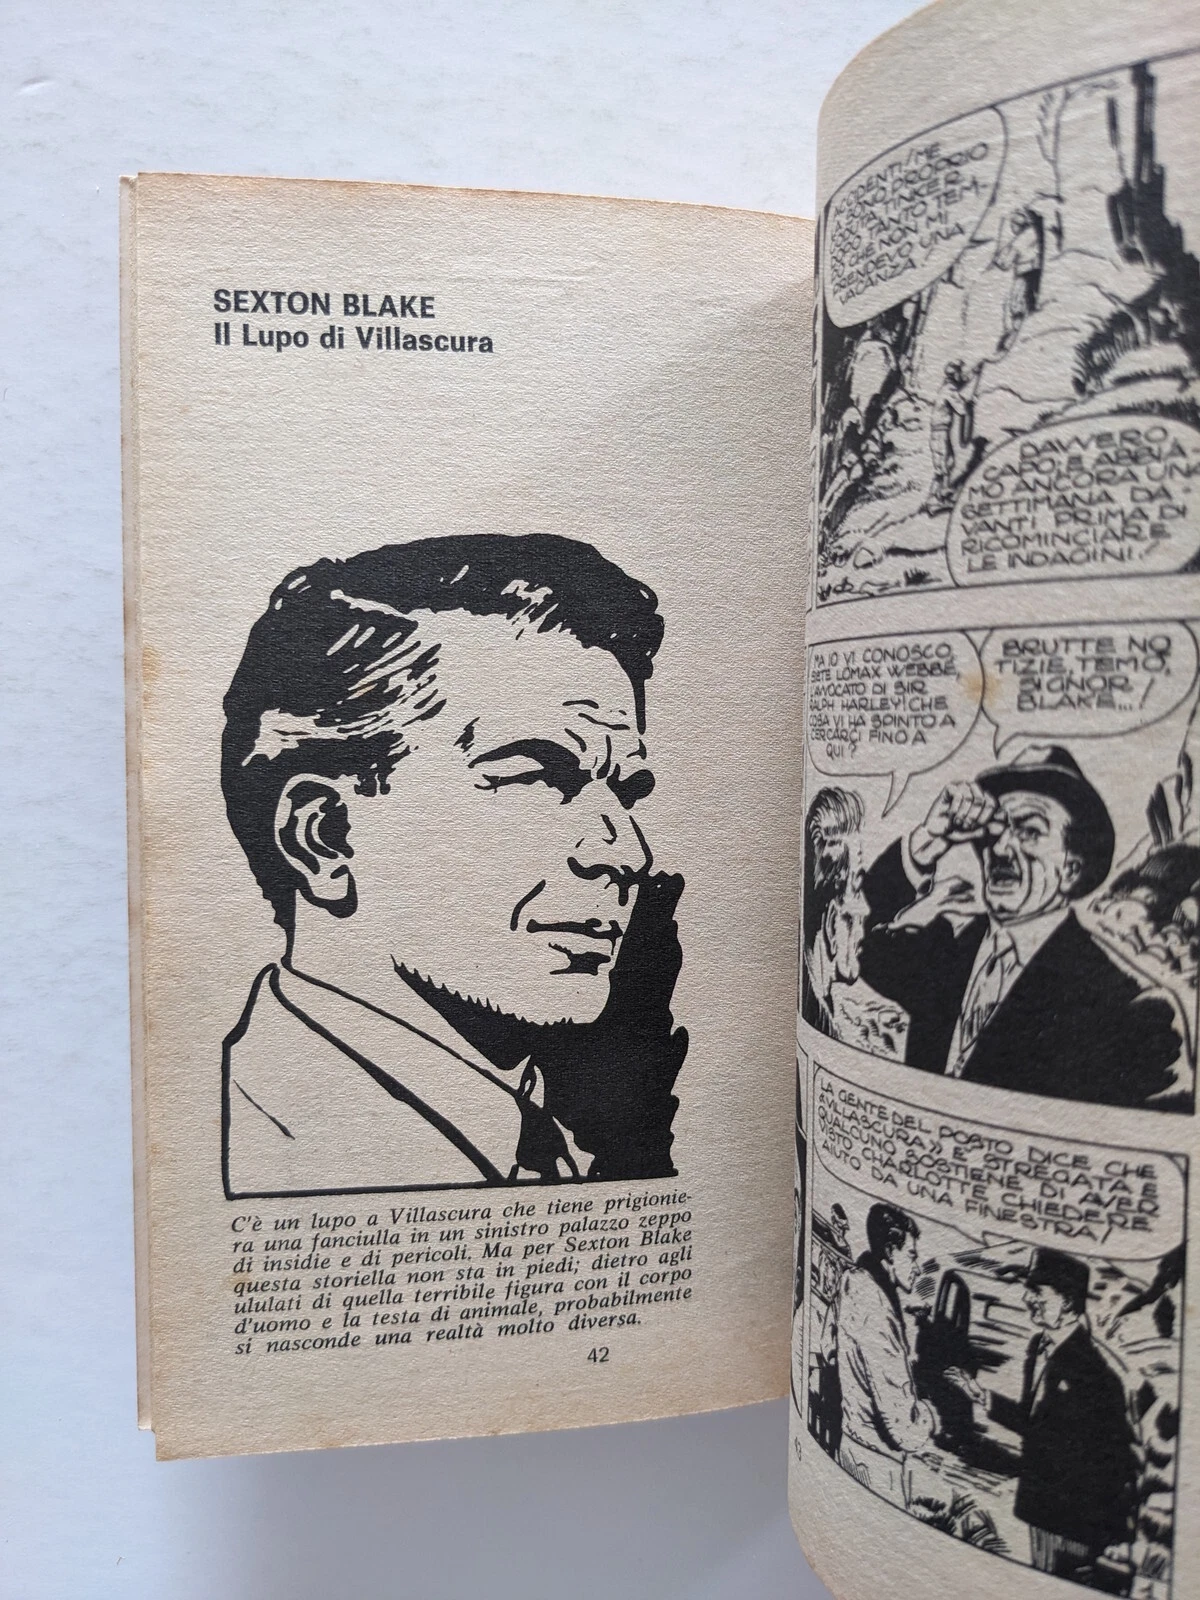 SEXTON BLAKE
Il Lupo di Villascura
C'è un lupo a Villascura che tiene prigionie-
ra una fanciulla in un sinistro palazzo zeppo
di insidie e di pericoli. Ma per Sexton Blake
questa storiella non sta in piedi; dietro agli
ululati di quella terribile figura con il corpo
d'uomo e la testa di animale, probabilmente
si nasconde una realtà molto diversa.
42
ME
SONO PROPRIO
TINKER.
TANTO TEM-
PO CHE NON MI
PRENDEVO UNA
VACANZA!
DAVVERO,
CAPO; E ABBIA-
MO ANCORA UNA
SETTIMANA DA-
VANTI PRIMA DI
RICOMINCIARE
LE INDAGINI!
MA IO VI CONOSCO,
SIETE LOMAX WEBBE,
L'AVVOCATO DI SIR
RALPH HARLEY! CHE
COSA VI HA SPINTO A
CERCARCI FINO A
QUI?
BRUTTE NO
TIZIE, TEMO,
SIGNOR
BLAKE...!
LA GENTE DEL POSTO DICE CHE
«VILLASCURA» E' STREGATA E
QUALCUNO SOSTIENE DI AVER
VISTO CHARLOTTE CHIEDERE
AIUTO DA UNA FINESTRA!
43